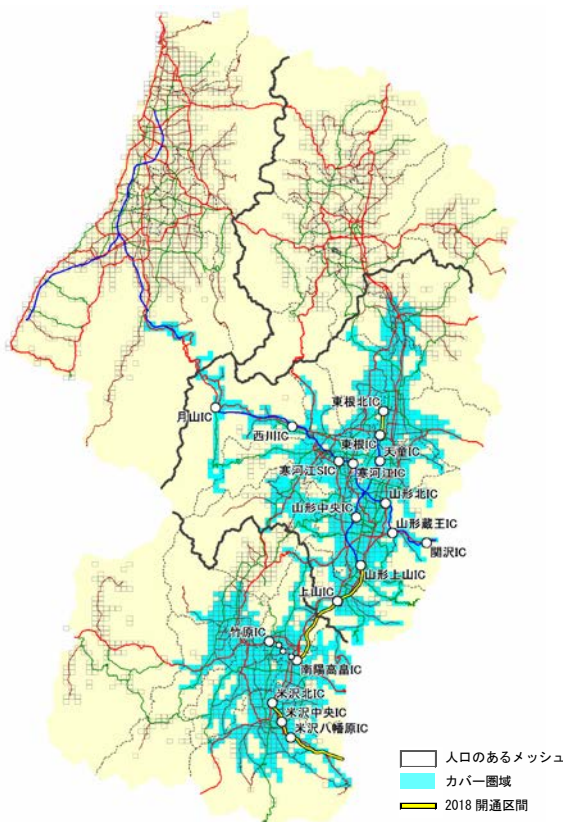 東根北IC
月山IC
西川IC
東根IC
天童IC
寒河江SIC
寒河江IC
山形北IC
山形中央IC
山形蔵王IC
関沢IC
山形上山IC
上山IC
竹原IC
南陽高畠IC
米沢北IC
米沢中央IC
米沢八幡原IC
人口のあるメッシュ
カバー圏域
2018 開通区間